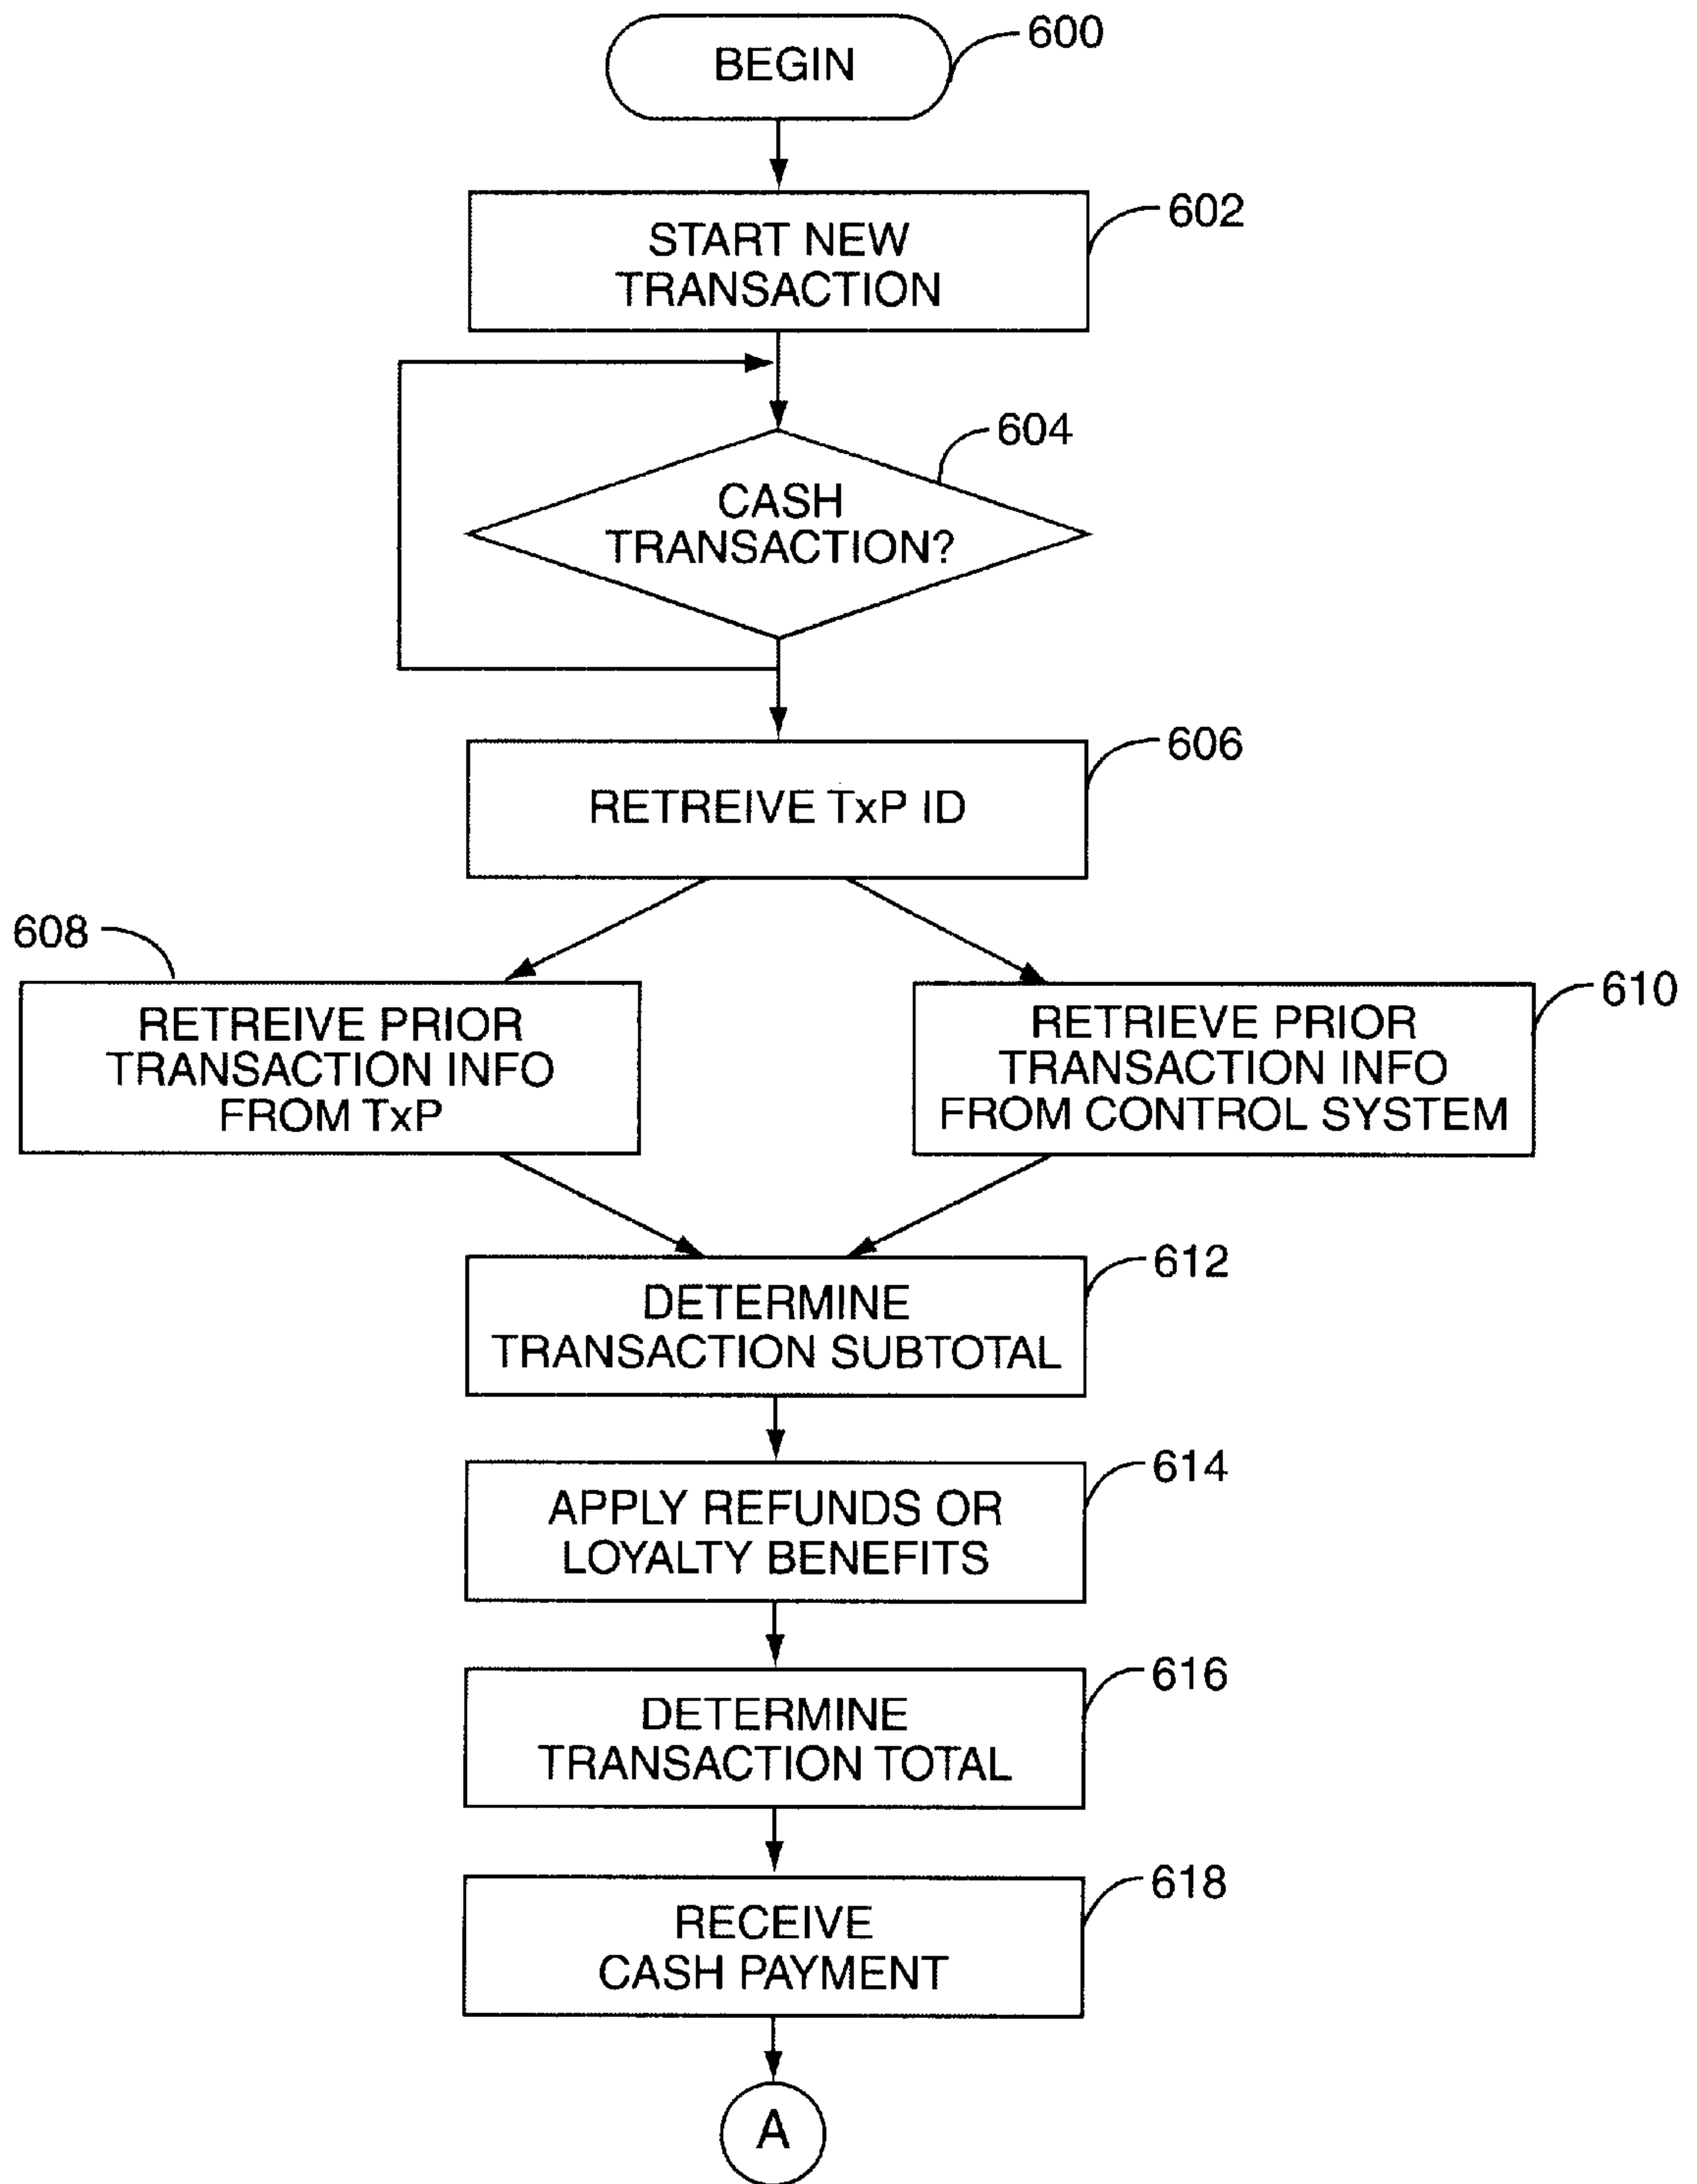 BEGIN
600
START NEW
TRANSACTION
602
CASH
TRANSACTION?
604
RETREIVE TxP ID
606
608
RETREIVE PRIOR
TRANSACTION INFO
FROM TxP
RETRIEVE PRIOR
TRANSACTION INFO
FROM CONTROL SYSTEM
610
DETERMINE
TRANSACTION SUBTOTAL
612
APPLY REFUNDS OR
LOYALTY BENEFITS
614
DETERMINE
TRANSACTION TOTAL
616
RECEIVE
CASH PAYMENT
618
A